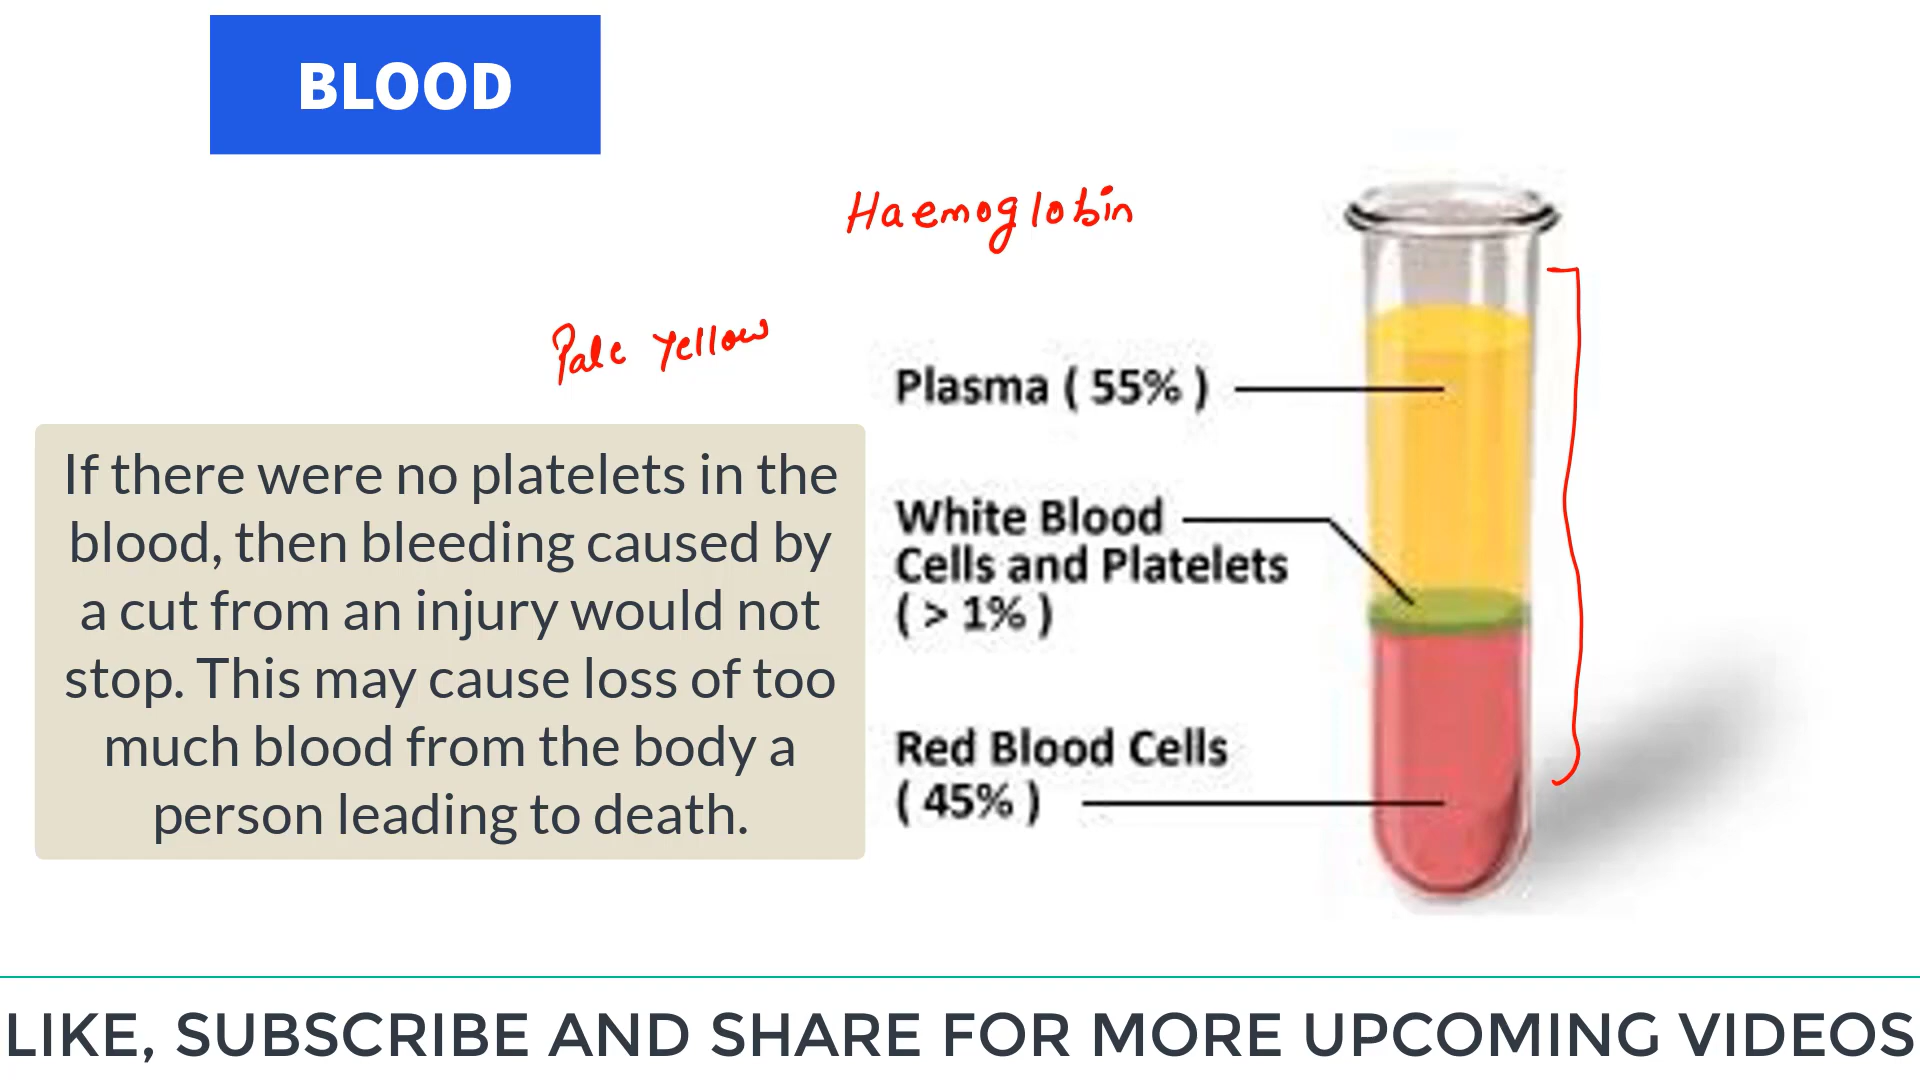 BLOOD
Haemoglobin
Pale Yellow
Plasma ( 55% )
If there were no platelets in the
blood, then bleeding caused by
a cut from an injury would not
stop. This may cause loss of too
much blood from the body a
person leading to death.
White Blood
Cells and Platelets
( > 1% )
Red Blood Cells
( 45% )
LIKE, SUBSCRIBE AND SHARE FOR MORE UPCOMING VIDEOS